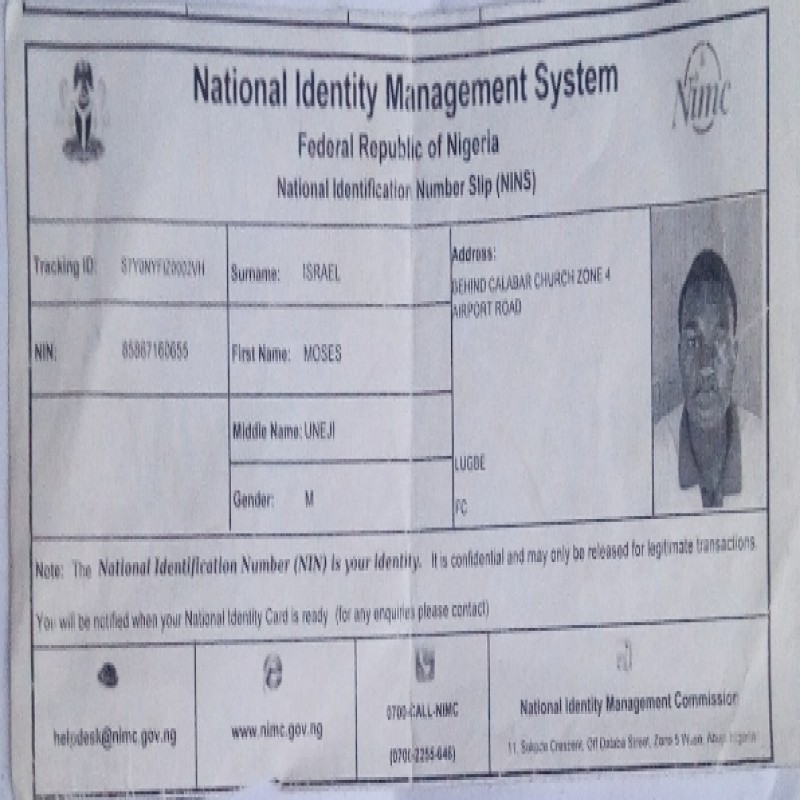 National Identity Management System
Federal Republic of Nigeria
National Identification Number Slip (NINS)
Nimc
Tracking ID:
Surname: ISRAEL
Address:
BEHIND CALABAR CHURCH ZONE 4
AIRPORT ROAD
NIN: 65867160655
First Name: MOSES
Middle Name: UNEJI
LUGBE
Gender: M
FC
Note: The National Identification Number (NIN) is your identity. It is confidential and may only be released for legitimate transactions.
You will be notified when your National Identity Card is ready (for any enquiries please contact)
helpdesk@nimc.gov.ng
www.nimc.gov.ng
0700-CALL-NIMC
(0700-2255-646)
National Identity Management Commission
11, Sokode Crescent, Off Dalaba Street, Zone 5 Wuse, Abuja Nigeria